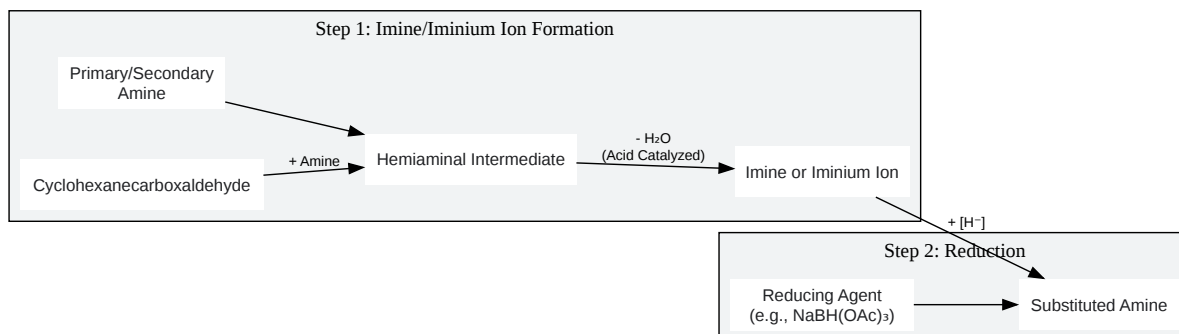 Step 1: Imine/Iminium Ion Formation
Primary/Secondary
Amine
Cyclohexanecarboxaldehyde
+ Amine
Hemiaminal Intermediate
- H₂O
(Acid Catalyzed)
Imine or Iminium Ion
+ [H⁻]
Step 2: Reduction
Reducing Agent
(e.g., NaBH(OAc)₃)
Substituted Amine